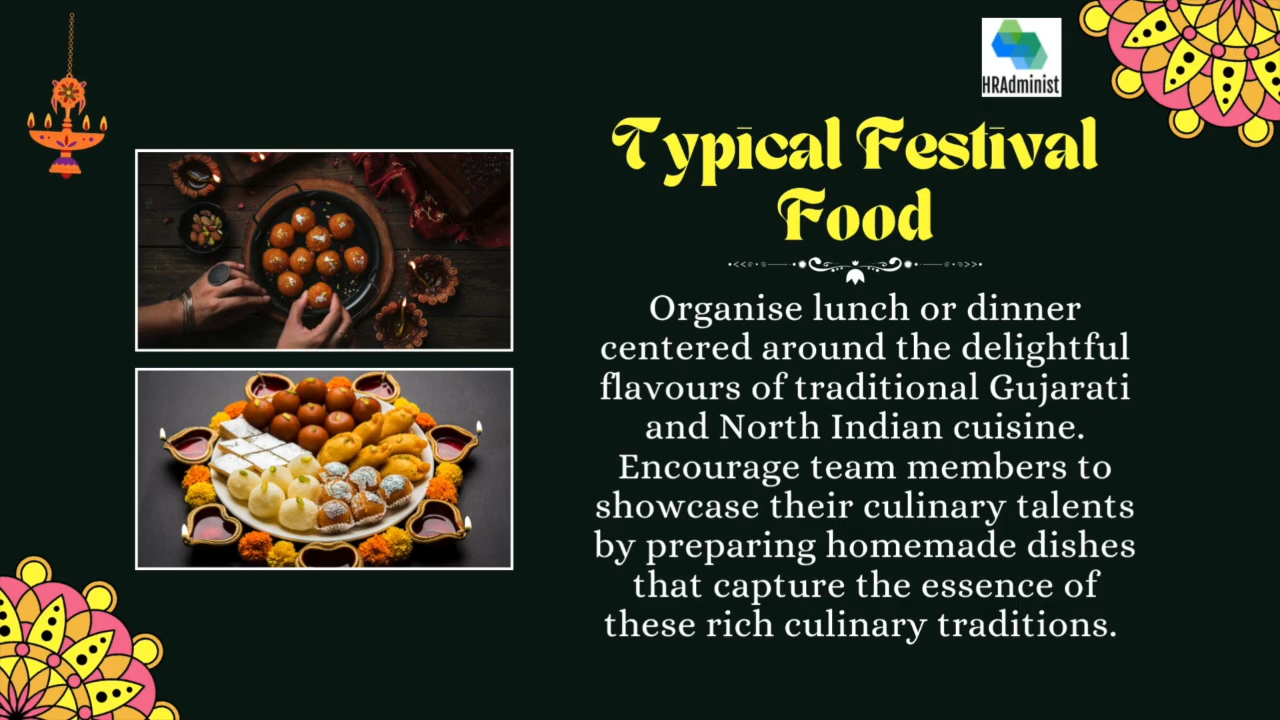 HRAdminist
Typical Festival
Food
Organise lunch or dinner
centered around the delightful
flavours of traditional Gujarati
and North Indian cuisine.
Encourage team members to
showcase their culinary talents
by preparing homemade dishes
that capture the essence of
these rich culinary traditions.